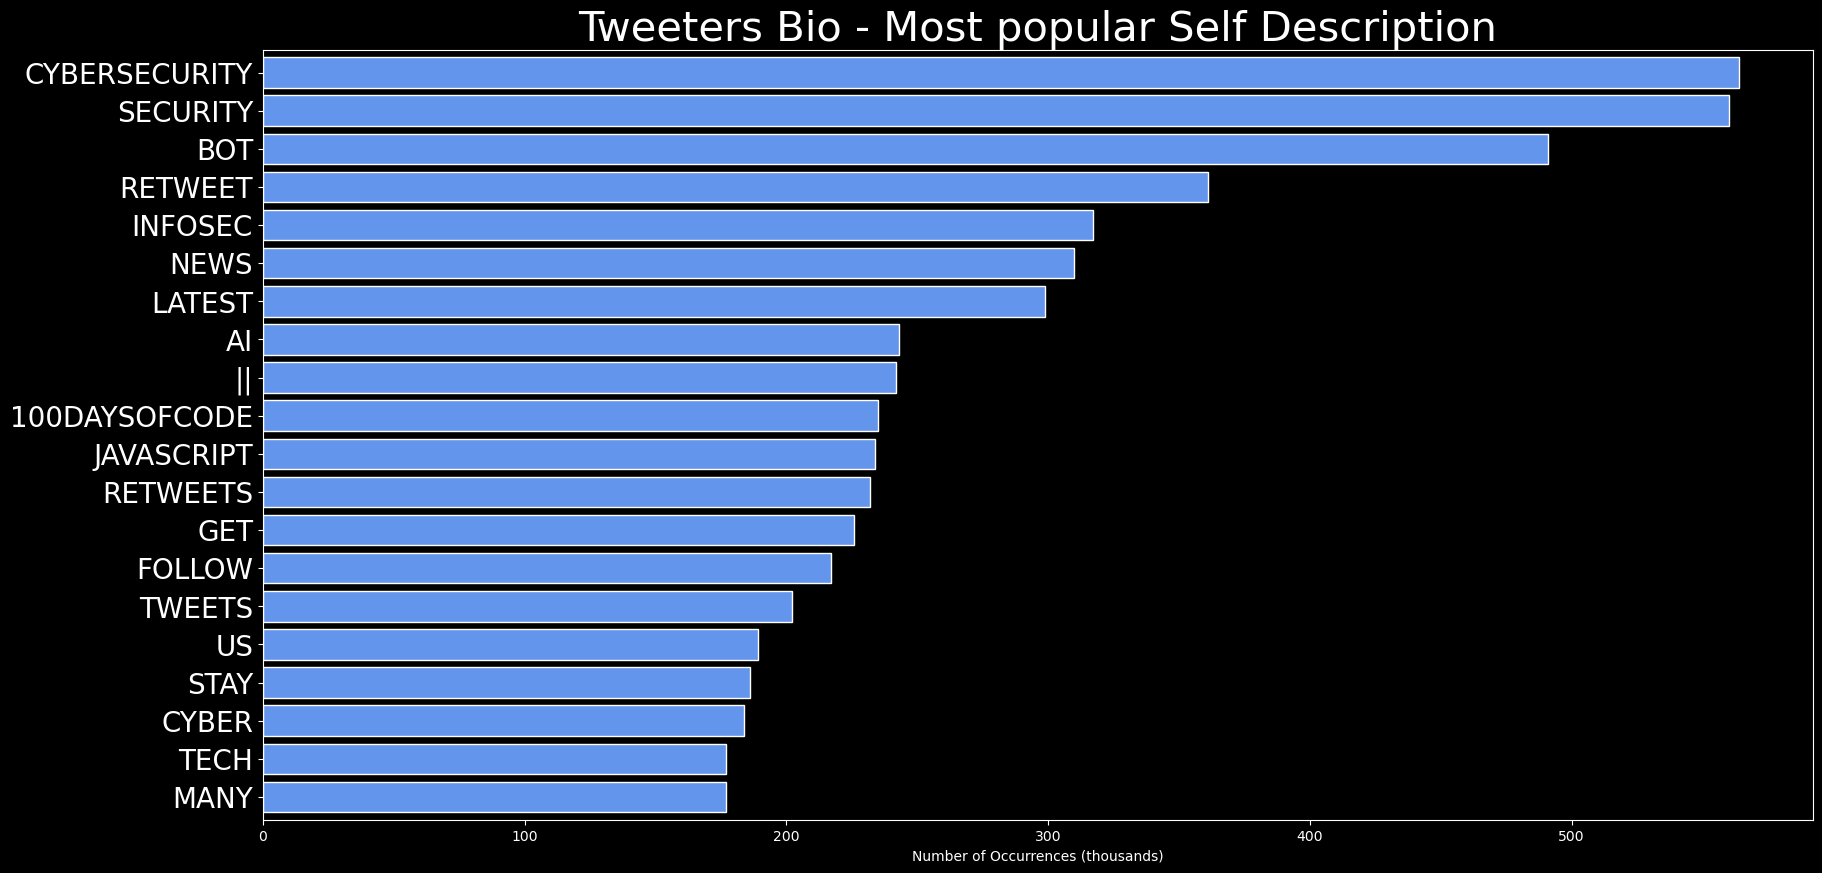 Tweeters Bio - Most popular Self Description
CYBERSECURITY
SECURITY
BOT
RETWEET
INFOSEC
NEWS
LATEST
AI
||
100DAYSOFCODE
JAVASCRIPT
RETWEETS
GET
FOLLOW
TWEETS
US
STAY
CYBER
TECH
MANY
0 100 200 300 400 500
Number of Occurrences (thousands)